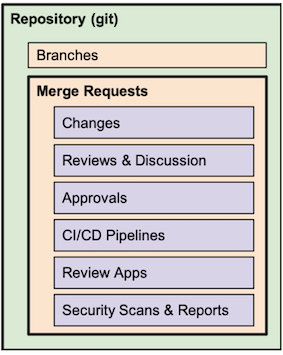 Repository (git)
Branches
Merge Requests
Changes
Reviews & Discussion
Approvals
CI/CD Pipelines
Review Apps
Security Scans & Reports